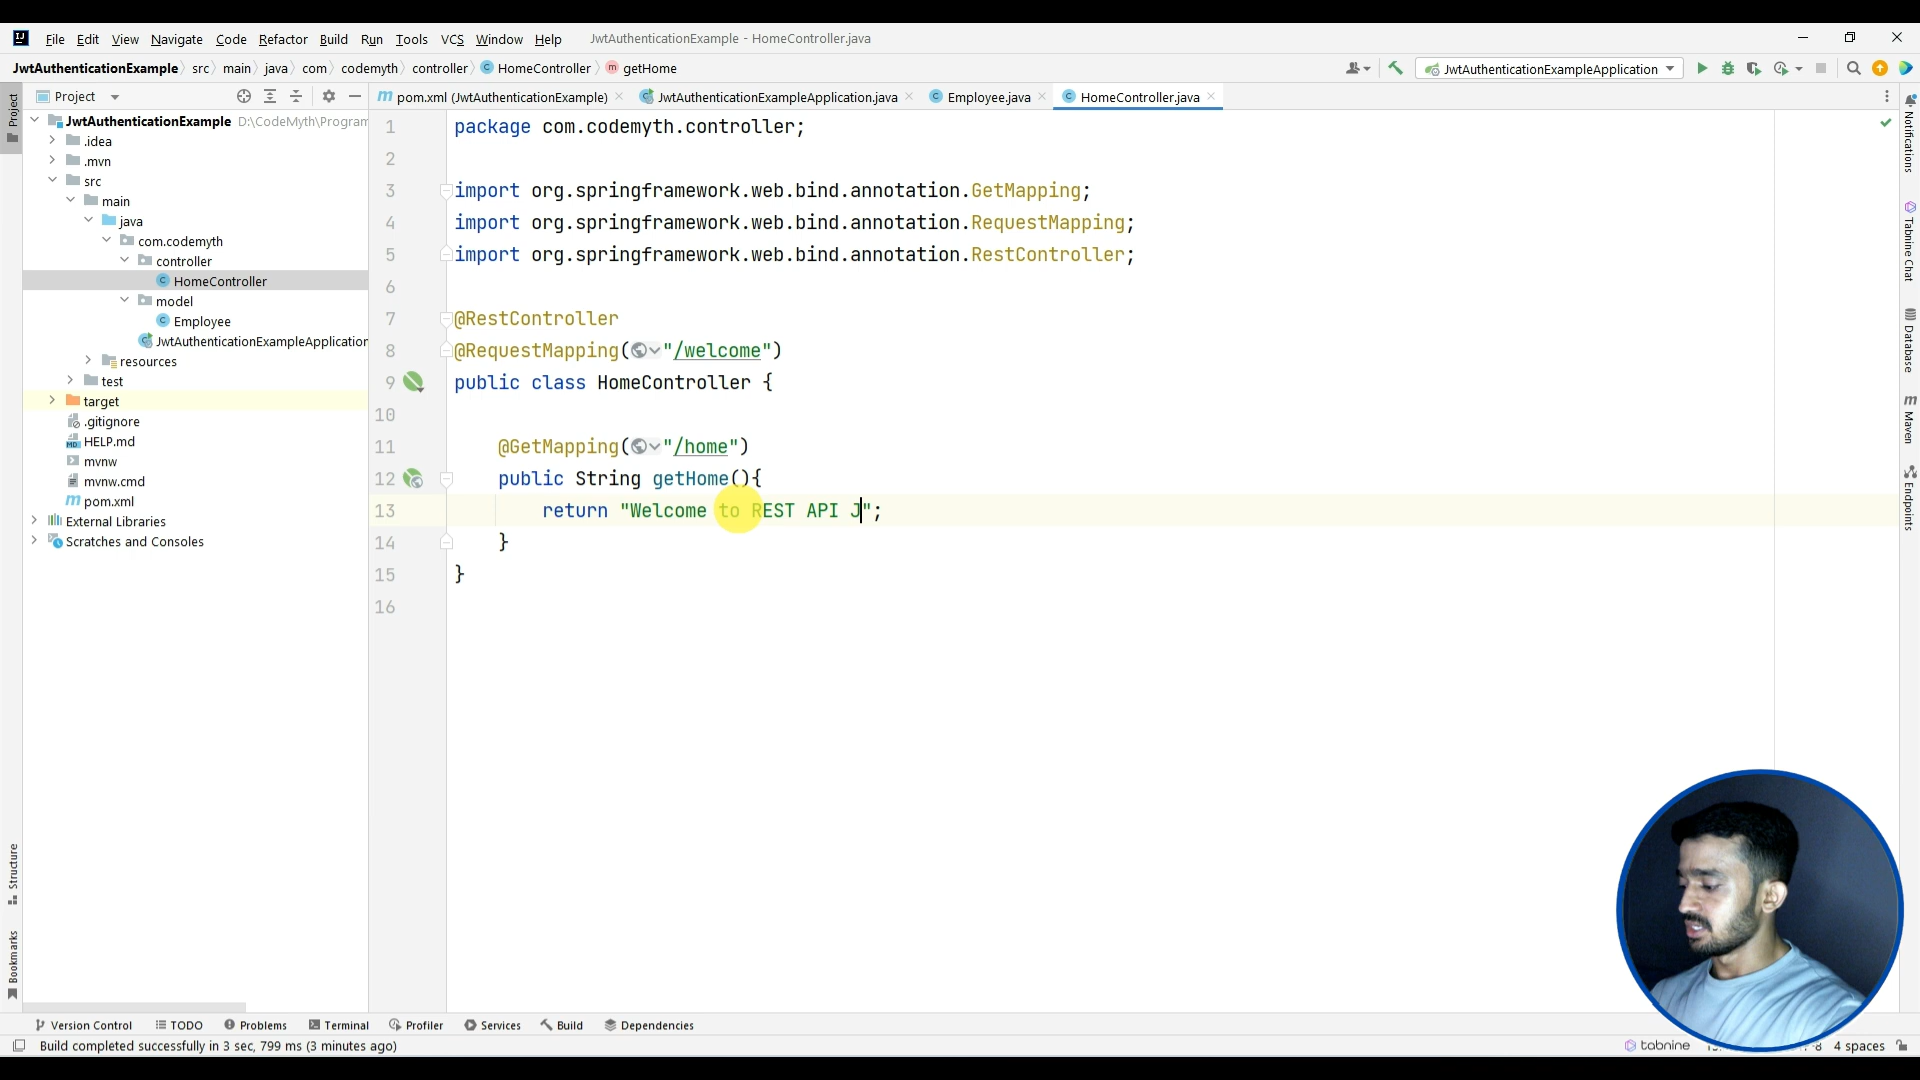 File Edit View Navigate Code Refactor Build Run Tools VCS Window Help JwtAuthenticationExample - HomeController.java
JwtAuthenticationExample src main java com codemyth controller HomeController getHome JwtAuthenticationExampleApplication
Project
pom.xml (JwtAuthenticationExample) JwtAuthenticationExampleApplication.java Employee.java HomeController.java
Project
JwtAuthenticationExample D:\CodeMyth\Program
.idea
.mvn
src
main
java
com.codemyth
controller
HomeController
model
Employee
JwtAuthenticationExampleApplication
resources
test
target
.gitignore
HELP.md
mvnw
mvnw.cmd
pom.xml
External Libraries
Scratches and Consoles
1 package com.codemyth.controller;
2
3 import org.springframework.web.bind.annotation.GetMapping;
4 import org.springframework.web.bind.annotation.RequestMapping;
5 import org.springframework.web.bind.annotation.RestController;
6
7 @RestController
8 @RequestMapping("/welcome")
9 public class HomeController {
10
11 @GetMapping("/home")
12 public String getHome(){
13 return "Welcome to REST API J";
14 }
15 }
16
Notifications
Tabnine Chat
Database
Maven
Endpoints
Structure
Bookmarks
Version Control TODO Problems Terminal Profiler Services Build Dependencies
Build completed successfully in 3 sec, 799 ms (3 minutes ago) tabnine 4 spaces